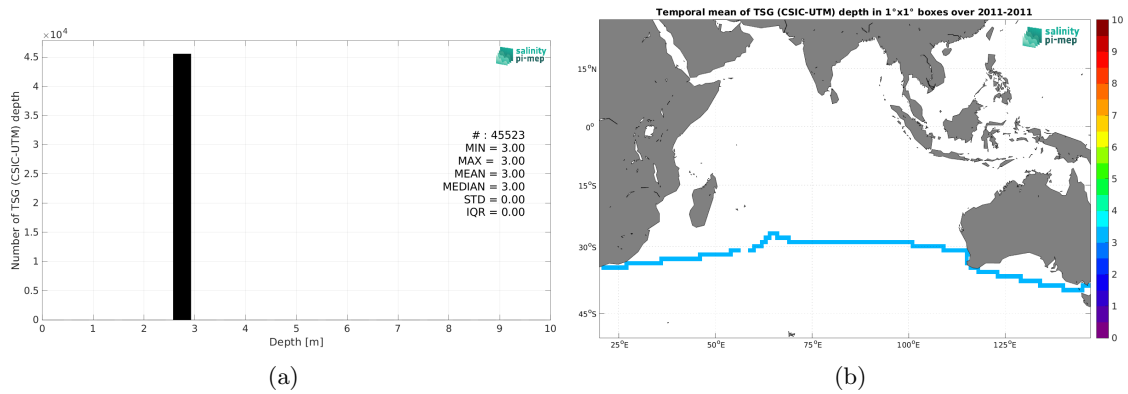 ×10⁴
4.5
4
3.5
3
2.5
2
1.5
1
0.5
0
Number of TSG (CSIC-UTM) depth
0 1 2 3 4 5 6 7 8 9 10
Depth [m]
salinity
pi-mep
# : 45523
MIN = 3.00
MAX = 3.00
MEAN = 3.00
MEDIAN = 3.00
STD = 0.00
IQR = 0.00
(a)
Temporal mean of TSG (CSIC-UTM) depth in 1°x1° boxes over 2011-2011
salinity
pi-mep
15°N
0°
15°S
30°S
45°S
25°E 50°E 75°E 100°E 125°E
10
9
8
7
6
5
4
3
2
1
0
(b)